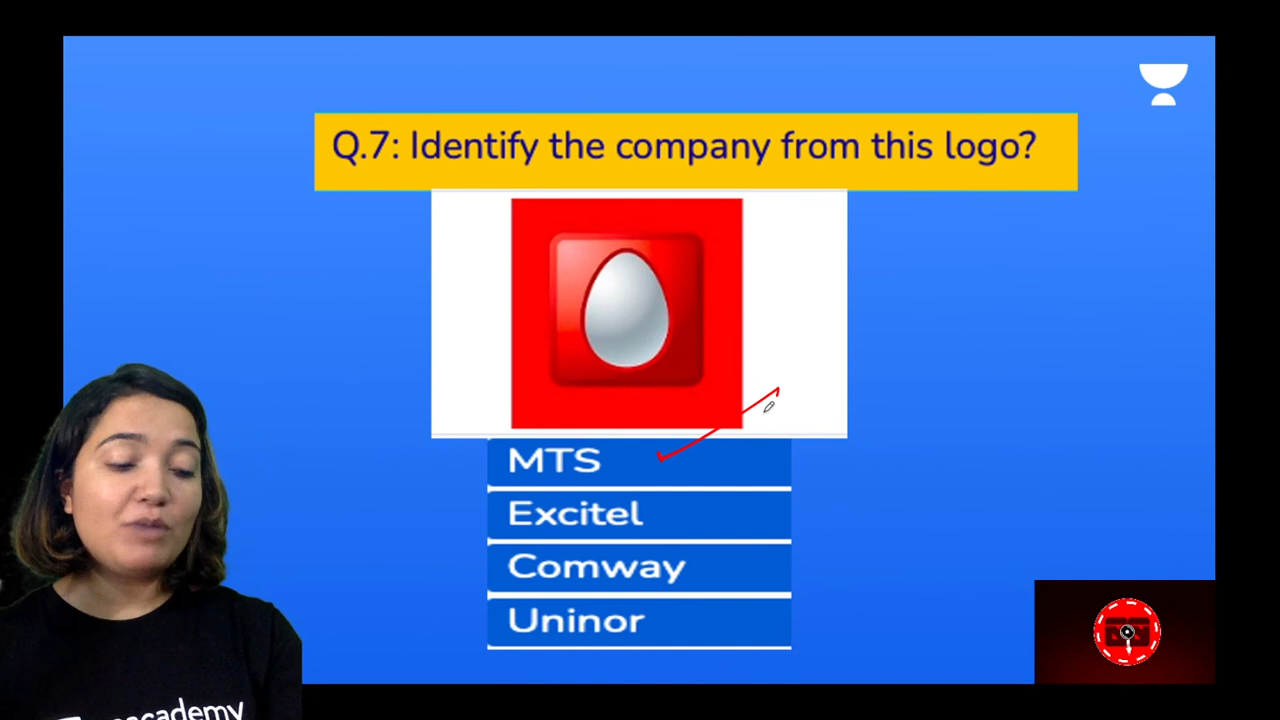 Q.7: Identify the company from this logo?
MTS
Excitel
Comway
Uninor